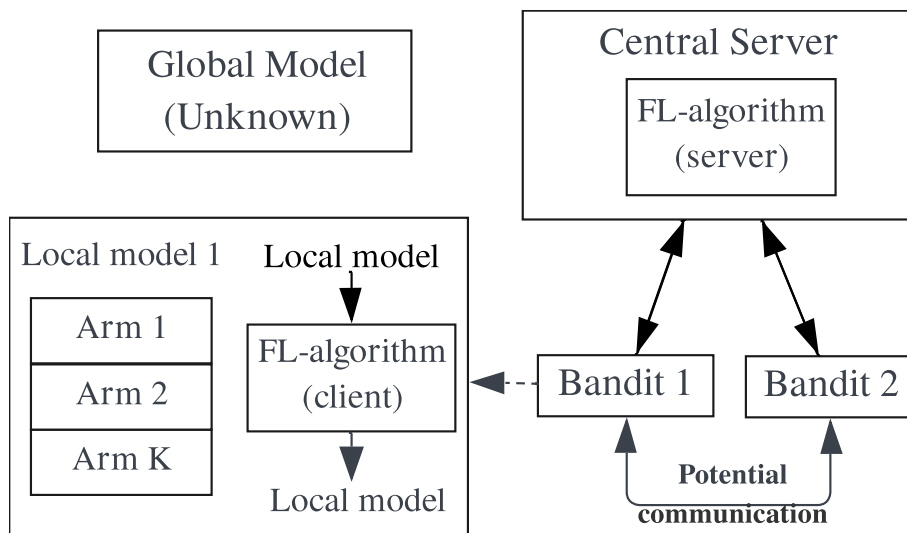 Global Model
(Unknown)
Central Server
FL-algorithm
(server)
Local model 1
Arm 1
Arm 2
Arm K
Local model
FL-algorithm
(client)
Local model
Bandit 1
Bandit 2
Potential
communication